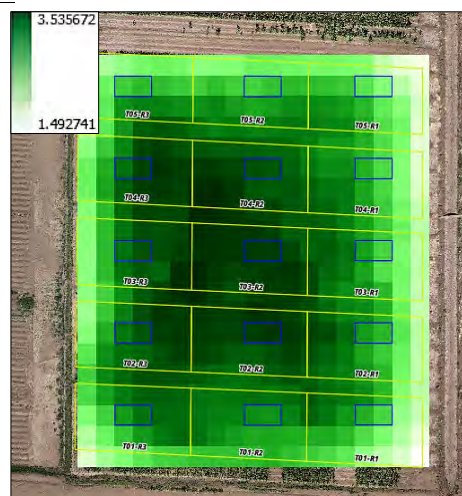 3.535672
1.492741
T05-R3
T05-R2
T05-R1
T04-R3
T04-R2
T04-R1
T03-R3
T03-R2
T03-R1
T02-R3
T02-R2
T02-R1
T01-R3
T01-R2
T01-R1